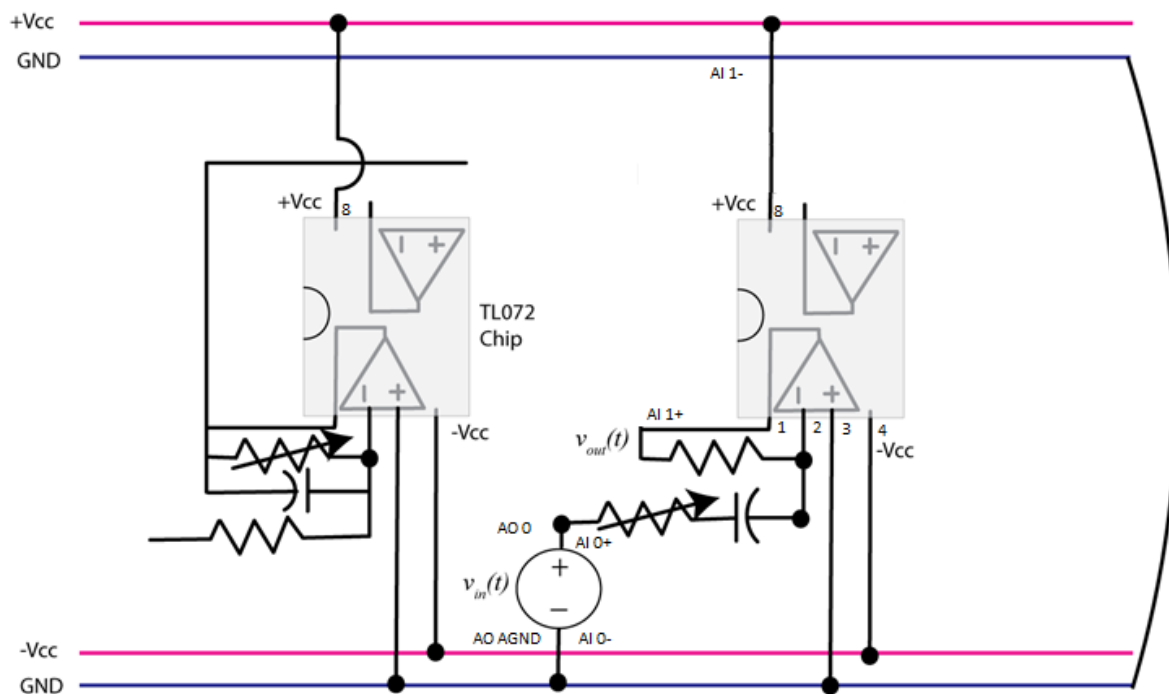 +Vcc
GND
AI 1-
+Vcc
8
+Vcc
8
TL072
Chip
-Vcc
AI 1+
1
2
3
4
-Vcc
vout(t)
AO 0
AI 0+
vin(t)
+
−
AO AGND
AI 0-
-Vcc
GND